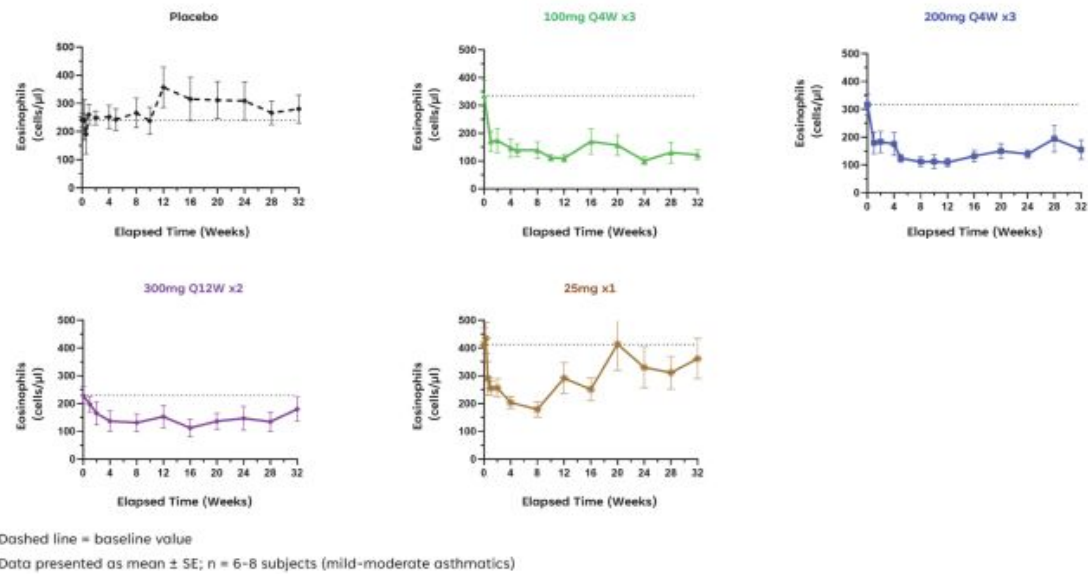 Placebo
100mg Q4W x3
200mg Q4W x3
Eosinophils
(cells/µl)
500
400
300
200
100
0
0 4 8 12 16 20 24 28 32
Elapsed Time (Weeks)
Eosinophils
(cells/µl)
500
400
300
200
100
0
0 4 8 12 16 20 24 28 32
Elapsed Time (Weeks)
Eosinophils
(cells/µl)
500
400
300
200
100
0
0 4 8 12 16 20 24 28 32
Elapsed Time (Weeks)
300mg Q12W x2
25mg x1
Eosinophils
(cells/µl)
500
400
300
200
100
0
0 4 8 12 16 20 24 28 32
Elapsed Time (Weeks)
Eosinophils
(cells/µl)
500
400
300
200
100
0
0 4 8 12 16 20 24 28 32
Elapsed Time (Weeks)
Dashed line = baseline value
Data presented as mean ± SE; n = 6-8 subjects (mild-moderate asthmatics)